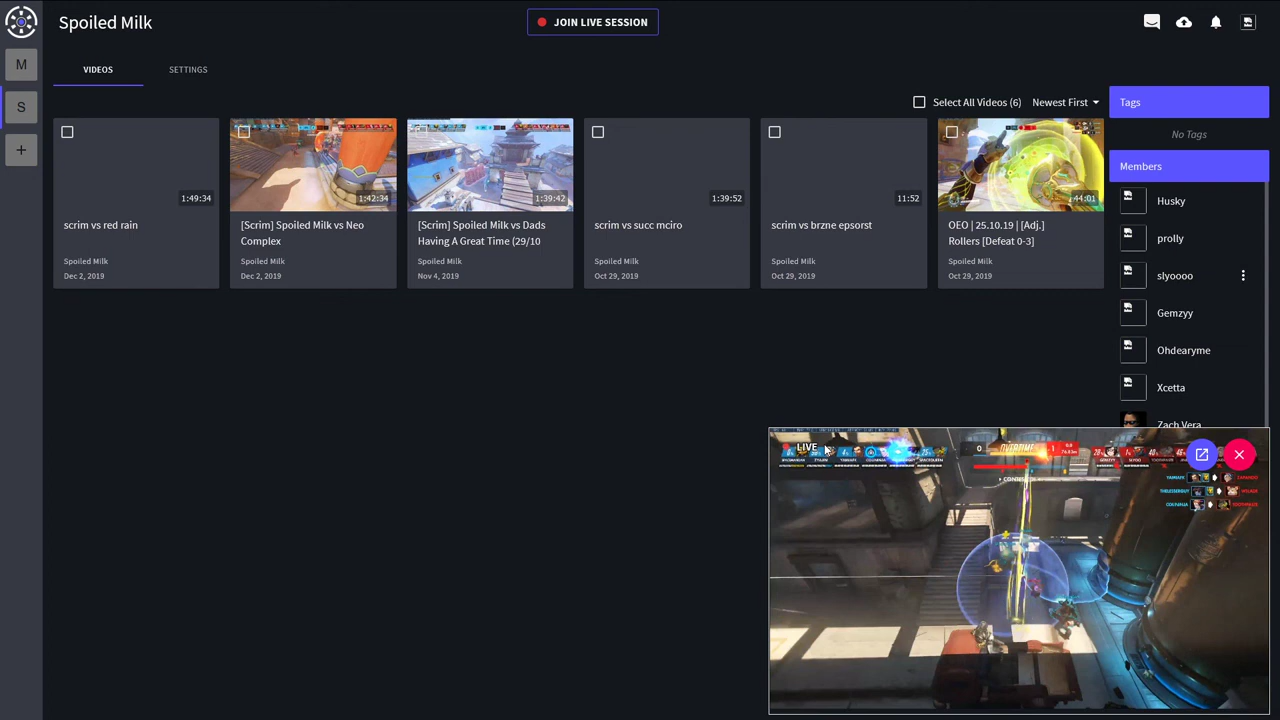 Spoiled Milk
JOIN LIVE SESSION
M
S
+
VIDEOS
SETTINGS
Select All Videos (6)
Newest First
1:49:34
scrim vs red rain
Spoiled Milk
Dec 2, 2019
1:42:34
[Scrim] Spoiled Milk vs Neo
Complex
Spoiled Milk
Dec 2, 2019
1:39:42
[Scrim] Spoiled Milk vs Dads
Having A Great Time (29/10
Spoiled Milk
Nov 4, 2019
1:39:52
scrim vs succ mciro
Spoiled Milk
Oct 29, 2019
11:52
scrim vs brzne epsorst
Spoiled Milk
Oct 29, 2019
44:01
OEO | 25.10.19 | [Adj.]
Rollers [Defeat 0-3]
Spoiled Milk
Oct 29, 2019
Tags
No Tags
Members
Husky
prolly
slyoooo
Gemzyy
Ohdearyme
Xcetta
Zach Vera
LIVE
0
OVERTIME
1